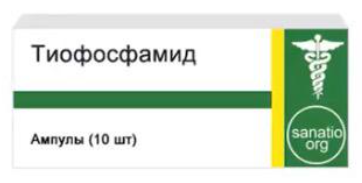 Тиофосфамид
Ампулы (10 шт)
sanatio
org